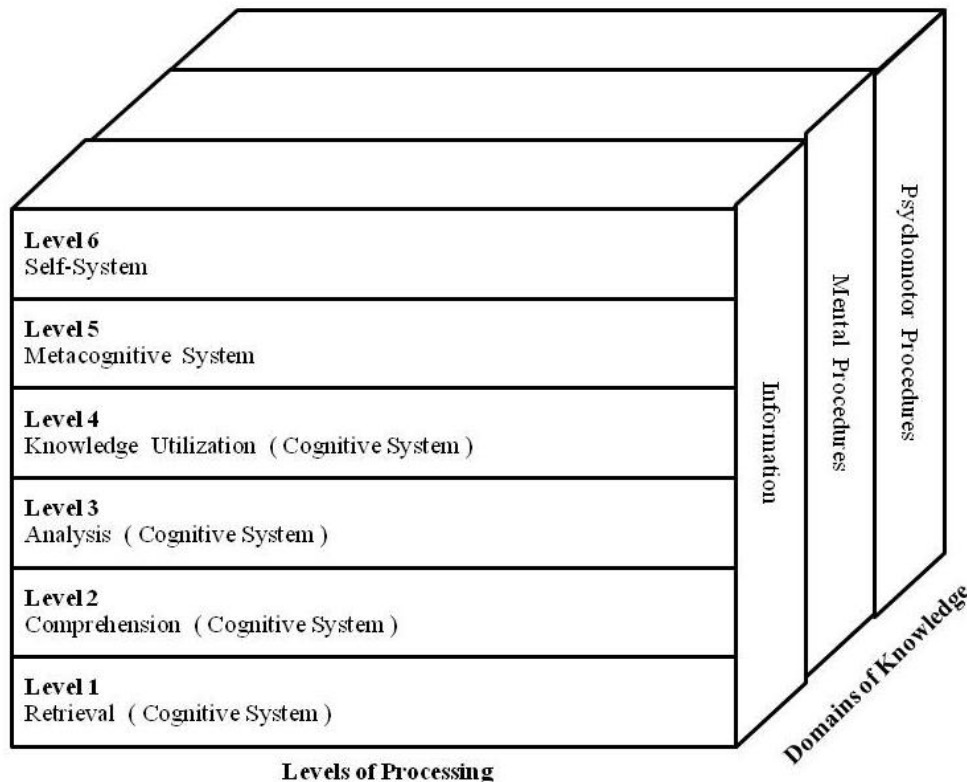 Level 6
Self-System
Level 5
Metacognitive System
Level 4
Knowledge Utilization ( Cognitive System )
Level 3
Analysis ( Cognitive System )
Level 2
Comprehension ( Cognitive System )
Level 1
Retrieval ( Cognitive System )
Information
Mental Procedures
Psychomotor Procedures
Levels of Processing
Domains of Knowledge